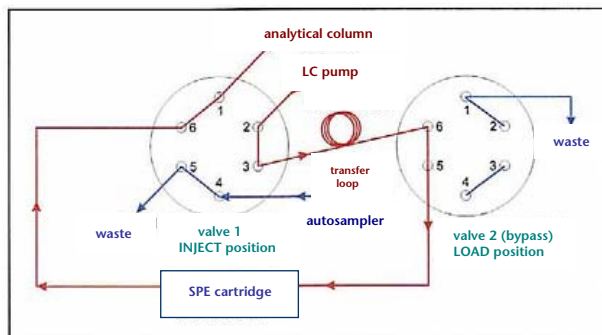 analytical column
LC pump
1
6
2
5
3
4
transfer
loop
autosampler
waste
valve 1
INJECT position
SPE cartridge
1
6
2
5
3
4
waste
valve 2 (bypass)
LOAD position